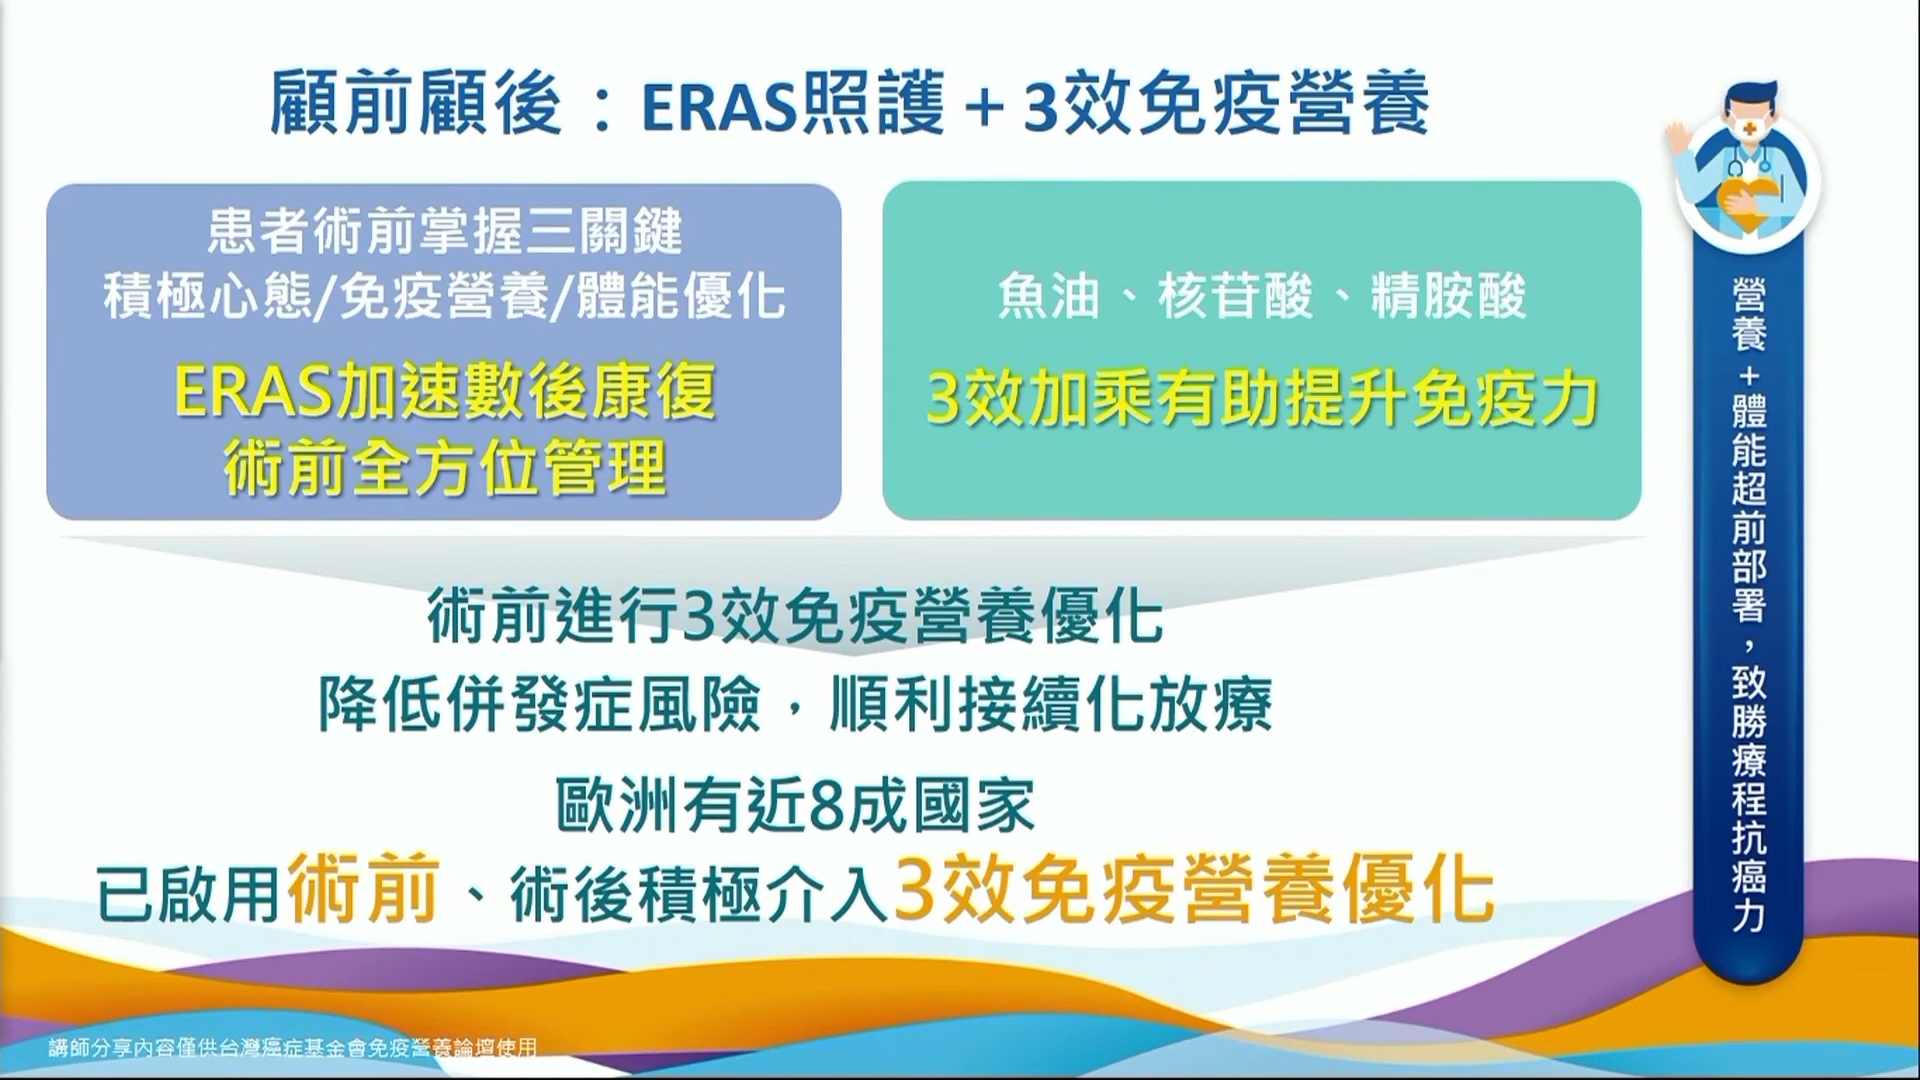 顧前顧後：ERAS照護+3效免疫營養
患者術前掌握三關鍵
積極心態/免疫營養/體能優化
ERAS加速數後康復
術前全方位管理
魚油、核苷酸、精胺酸
3效加乘有助提升免疫力
術前進行3效免疫營養優化
降低併發症風險，順利接續化放療
歐洲有近8成國家
已啟用術前、術後積極介入3效免疫營養優化
營養+體能超前部署，致勝療程抗癌力
講師分享內容僅供台灣癌症基金會免疫營養論壇使用